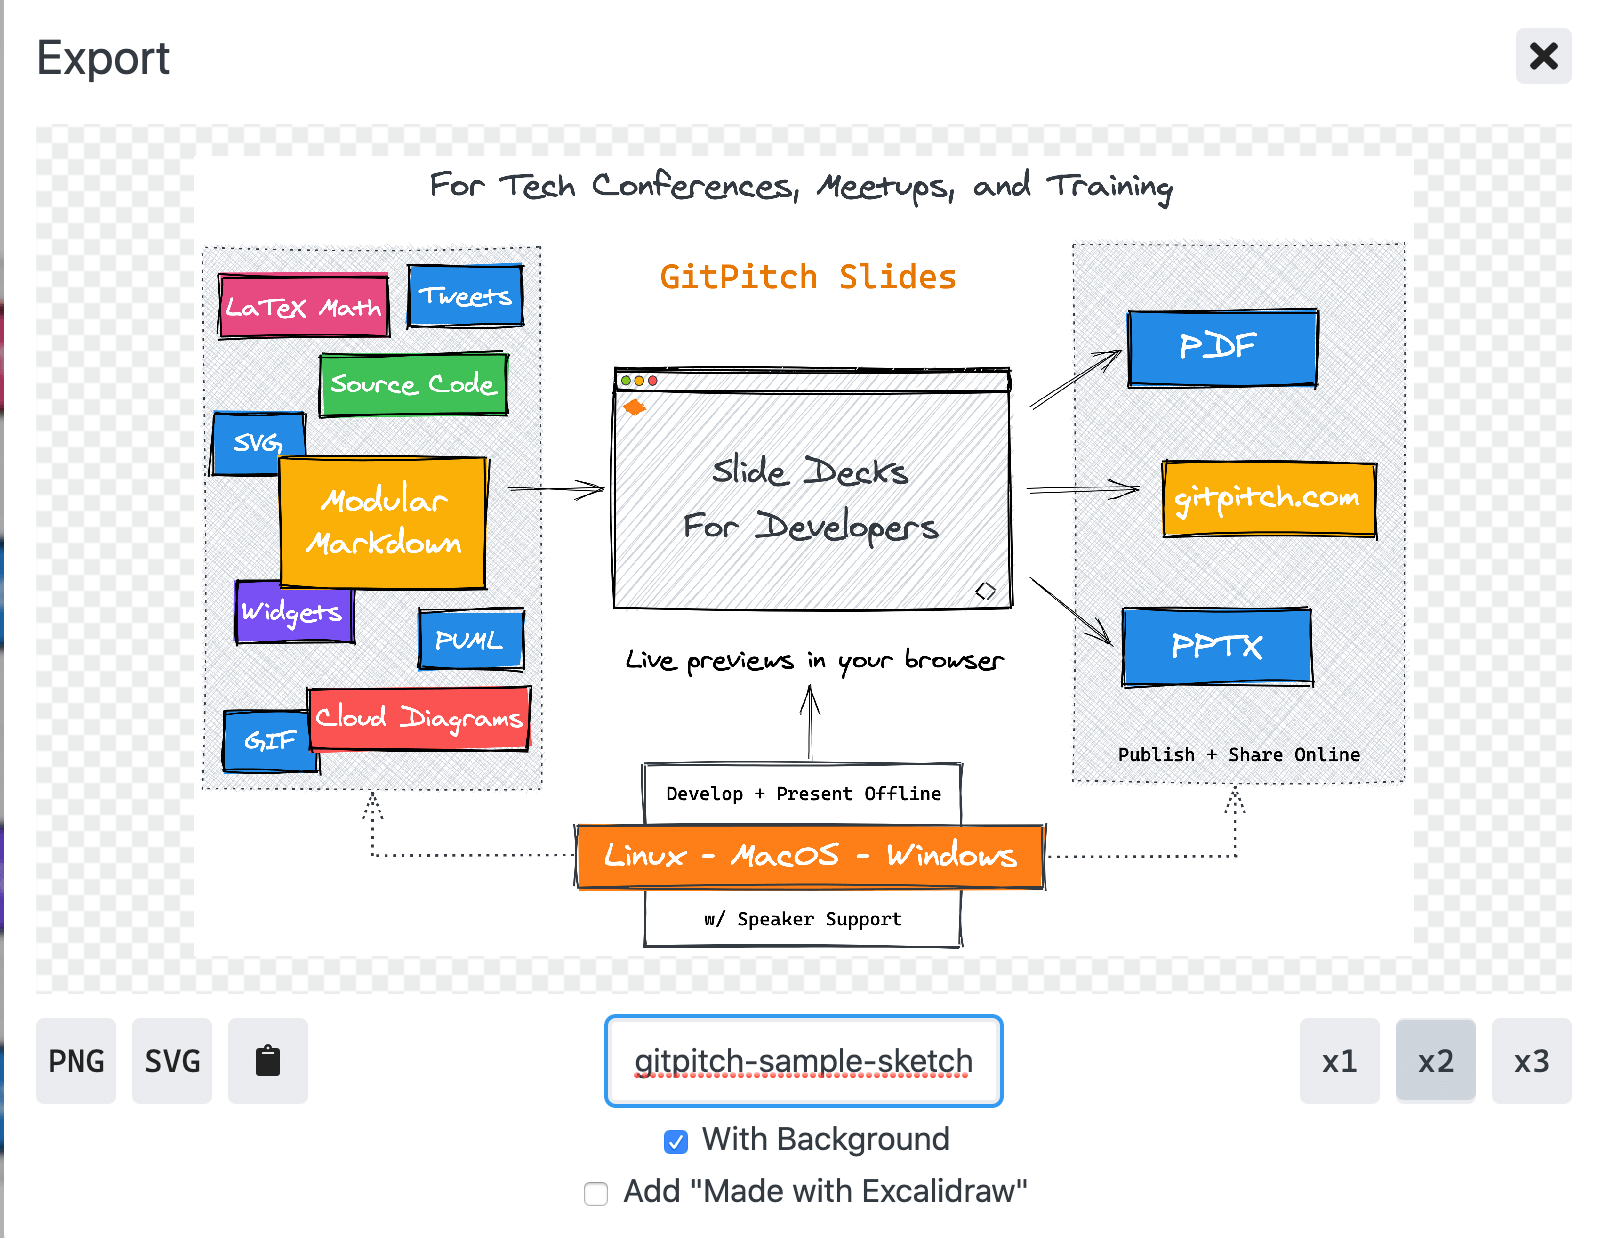 Export
For Tech Conferences, Meetups, and Training
GitPitch Slides
LaTeX Math
Tweets
Source Code
SVG
Modular
Markdown
Widgets
PUML
Cloud Diagrams
GIF
Slide Decks
For Developers
Live previews in your browser
PDF
gitpitch.com
PPTX
Publish + Share Online
Develop + Present Offline
Linux - MacOS - Windows
w/ Speaker Support
PNG
SVG
gitpitch-sample-sketch
x1
x2
x3
With Background
Add "Made with Excalidraw"